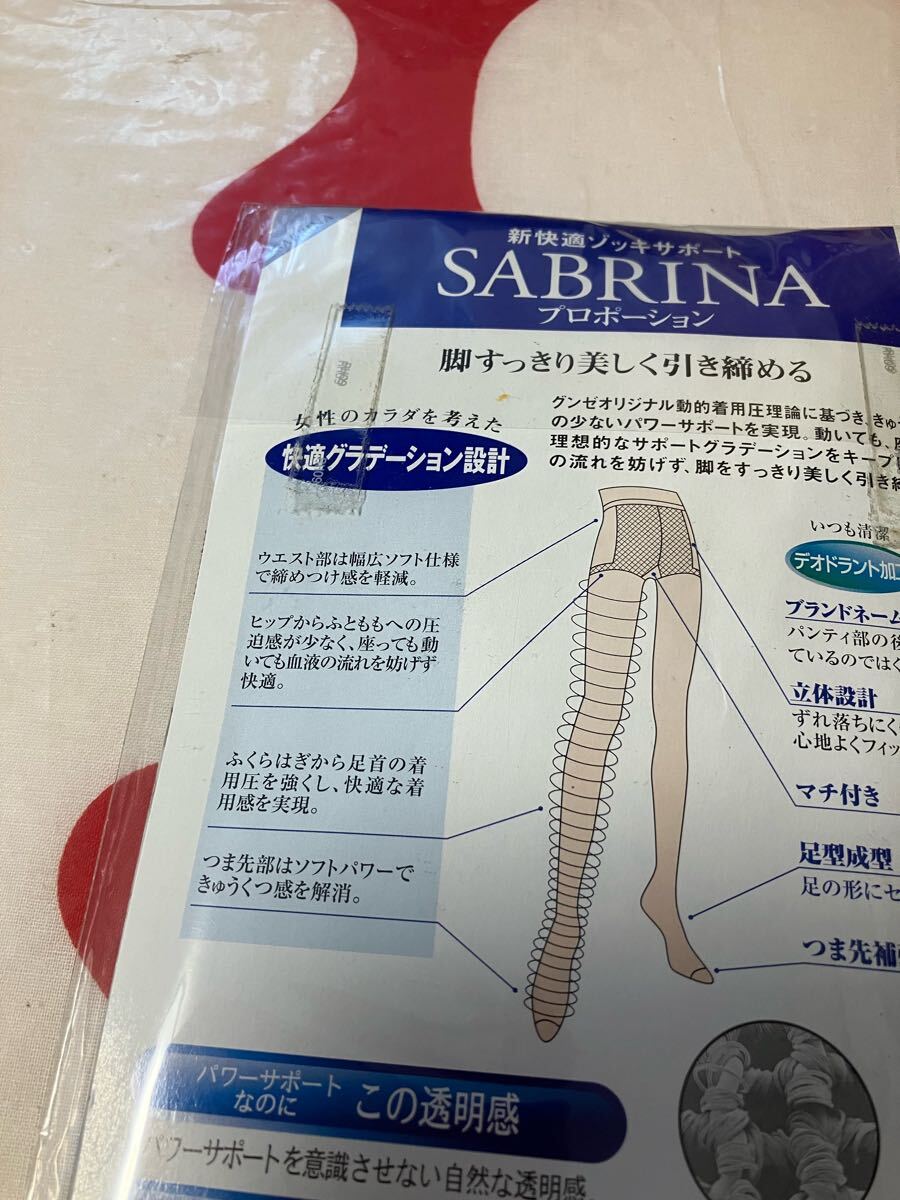 新快適ゾッキサポート
SABRINA
プロポーション
脚すっきり美しく引き締める
女性のカラダを考えた
快適グラデーション設計
グンゼオリジナル動的着用圧理論に基づき、きゅう
の少ないパワーサポートを実現。動いても、座
理想的なサポートグラデーションをキープし
の流れを妨げず、脚をすっきり美しく引き締
ウエスト部は幅広ソフト仕様
で締めつけ感を軽減。
ヒップからふとももへの圧
迫感が少なく、座っても動
いても血液の流れを妨げず
快適。
ふくらはぎから足首の着
用圧を強くし、快適な着
用感を実現。
つま先部はソフトパワーで
きゅうくつ感を解消。
いつも清潔
デオドラント加工
ブランドネーム
パンティ部の後
ているのではく
立体設計
ずれ落ちにく
心地よくフィッ
マチ付き
足型成型
足の形にセ
つま先補強
パワーサポート
なのに
この透明感
パワーサポートを意識させない自然な透明感。